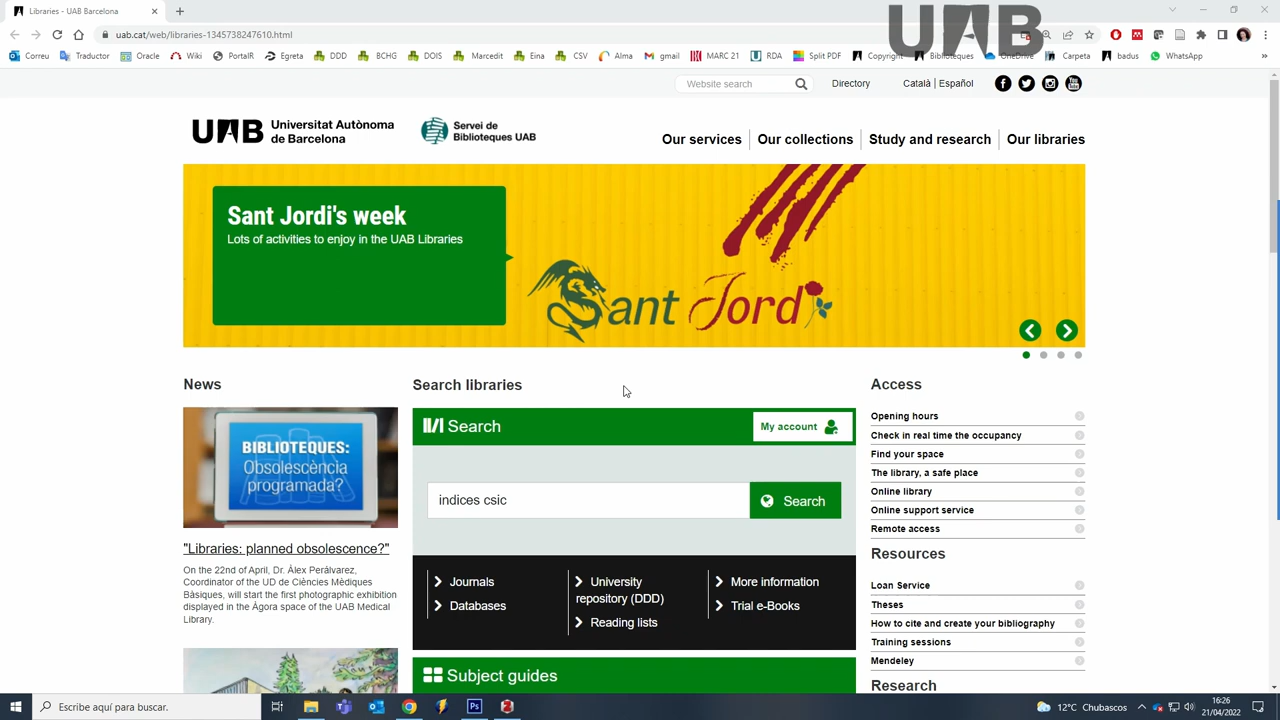 Libraries - UAB Barcelona
uab.cat/web/libraries-1345738247610.html
Correu Traductor Oracle Wiki PortalR Egreta DDD BCHG DOIS Marcedit Eina CSV Alma gmail MARC 21 RDA Split PDF Copyright Biblioteques OneDrive Carpeta badus WhatsApp
UAB
Website search
Directory
Català | Español
UAB Universitat Autònoma
de Barcelona
Servei de
Biblioteques UAB
Our services
Our collections
Study and research
Our libraries
Sant Jordi's week
Lots of activities to enjoy in the UAB Libraries
Sant Jordi
News
BIBLIOTEQUES:
Obsolescència
programada?
"Libraries: planned obsolescence?"
On the 22nd of April, Dr. Àlex Perálvarez,
Coordinator of the UD de Ciències Mèdiques
Bàsiques, will start the first photographic exhibition
displayed in the Àgora space of the UAB Medical
Library.
Search libraries
Search
My account
indices csic
Search
Journals
Databases
University
repository (DDD)
Reading lists
More information
Trial e-Books
Subject guides
Access
Opening hours
Check in real time the occupancy
Find your space
The library, a safe place
Online library
Online support service
Remote access
Resources
Loan Service
Theses
How to cite and create your bibliography
Training sessions
Mendeley
Research
Escribe aquí para buscar.
12°C Chubascos
16:26
21/04/2022